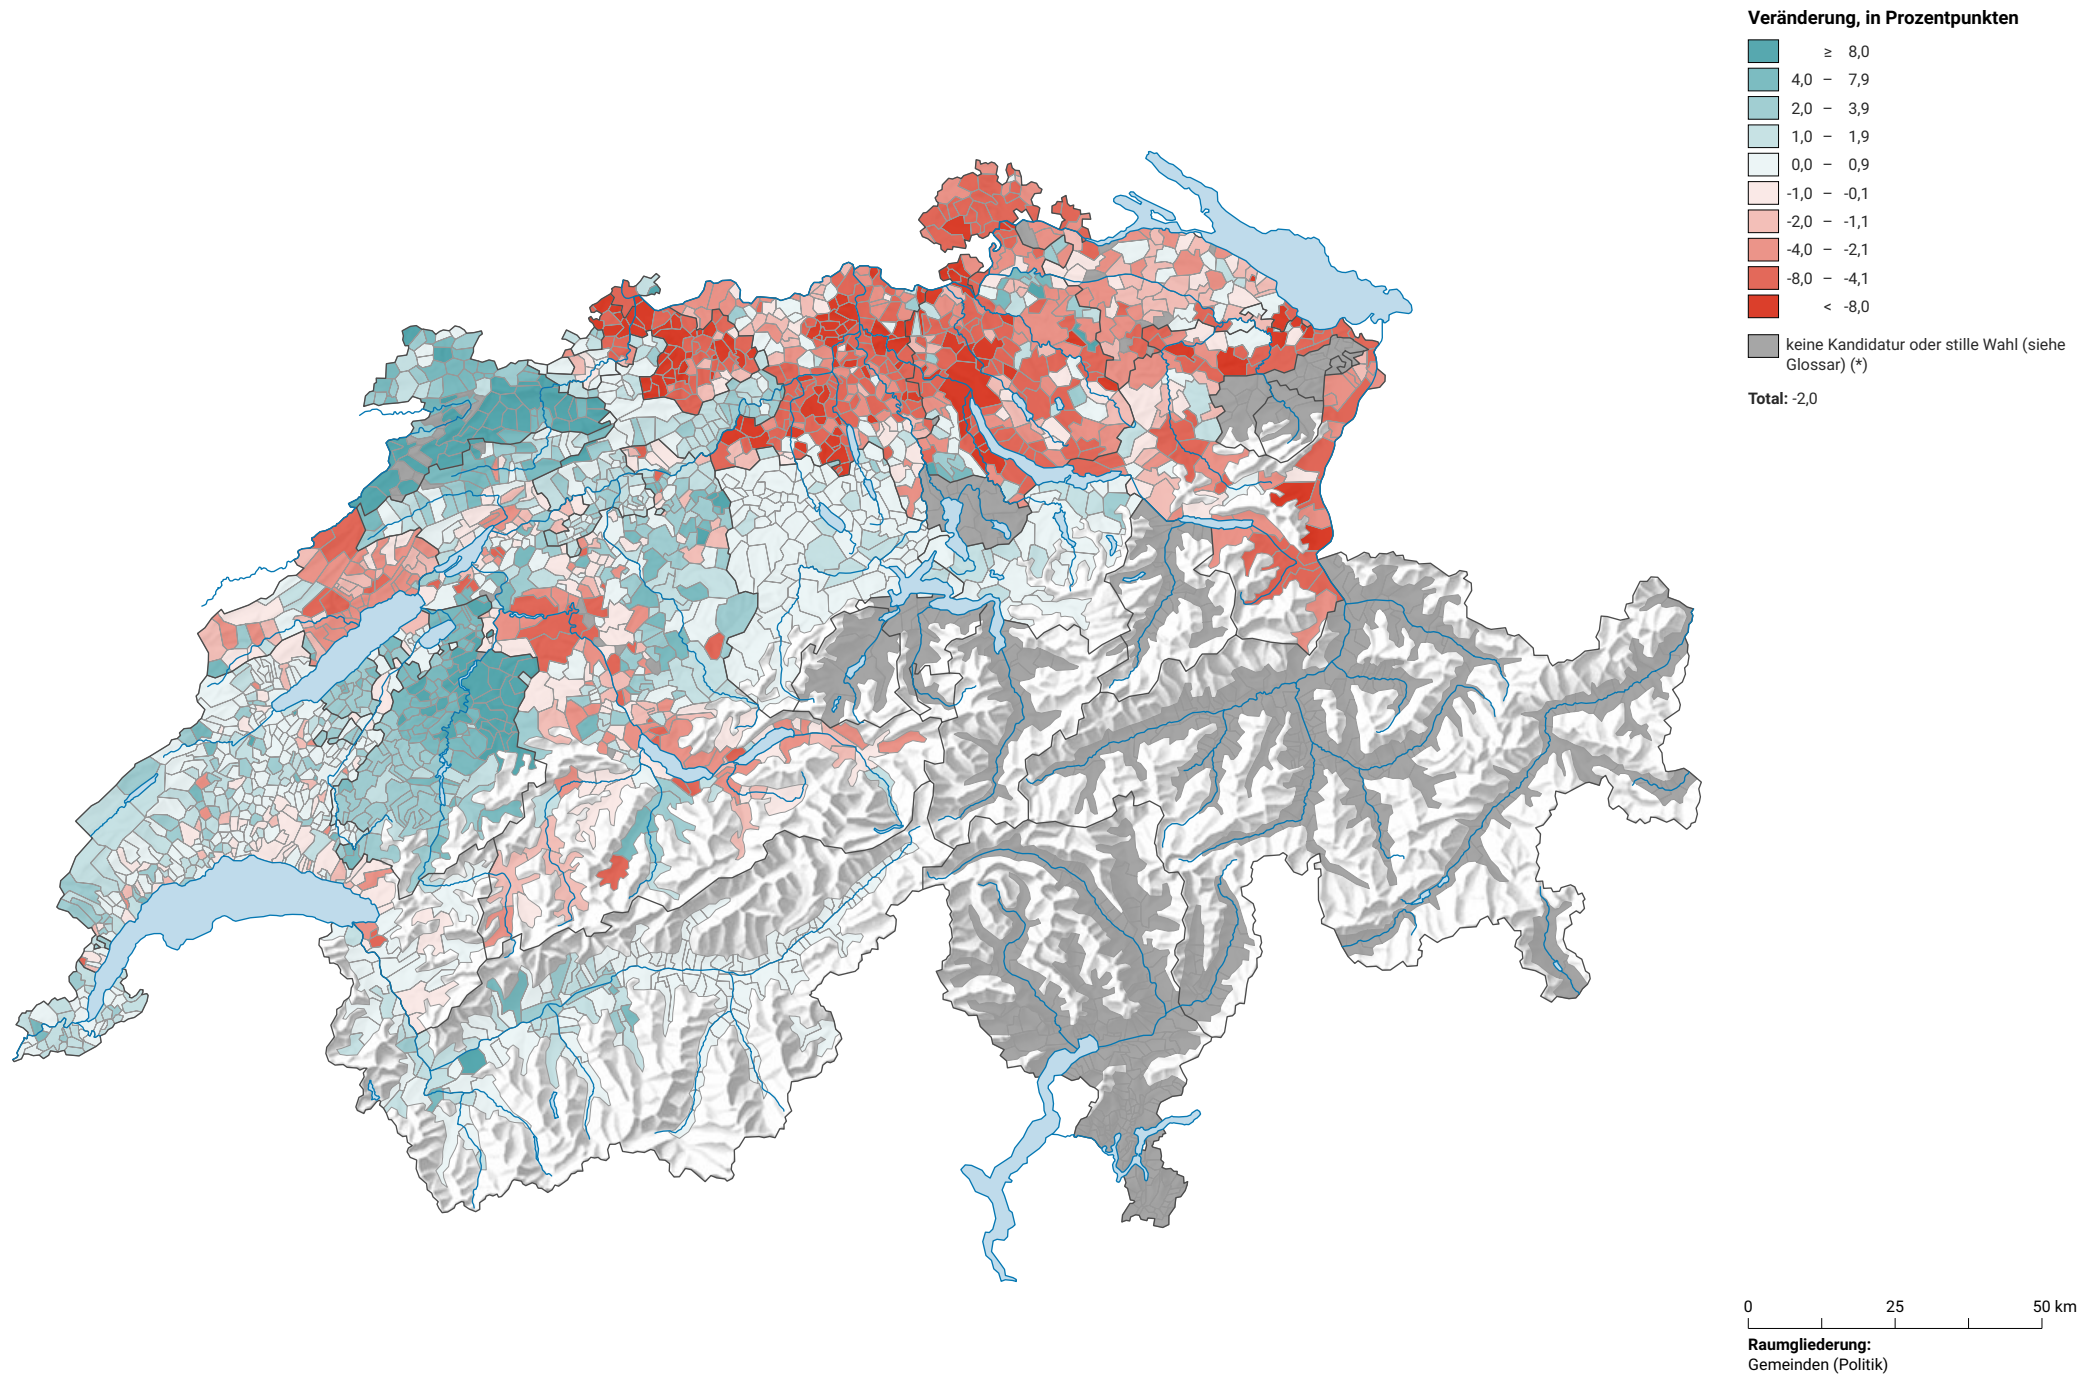 Veränderung, in Prozentpunkten
≥ 8,0
4,0 – 7,9
2,0 – 3,9
1,0 – 1,9
0,0 – 0,9
-1,0 – -0,1
-2,0 – -1,1
-4,0 – -2,1
-8,0 – -4,1
< -8,0
keine Kandidatur oder stille Wahl (siehe
Glossar) (*)
Total: -2,0
0 25 50 km
Raumgliederung:
Gemeinden (Politik)